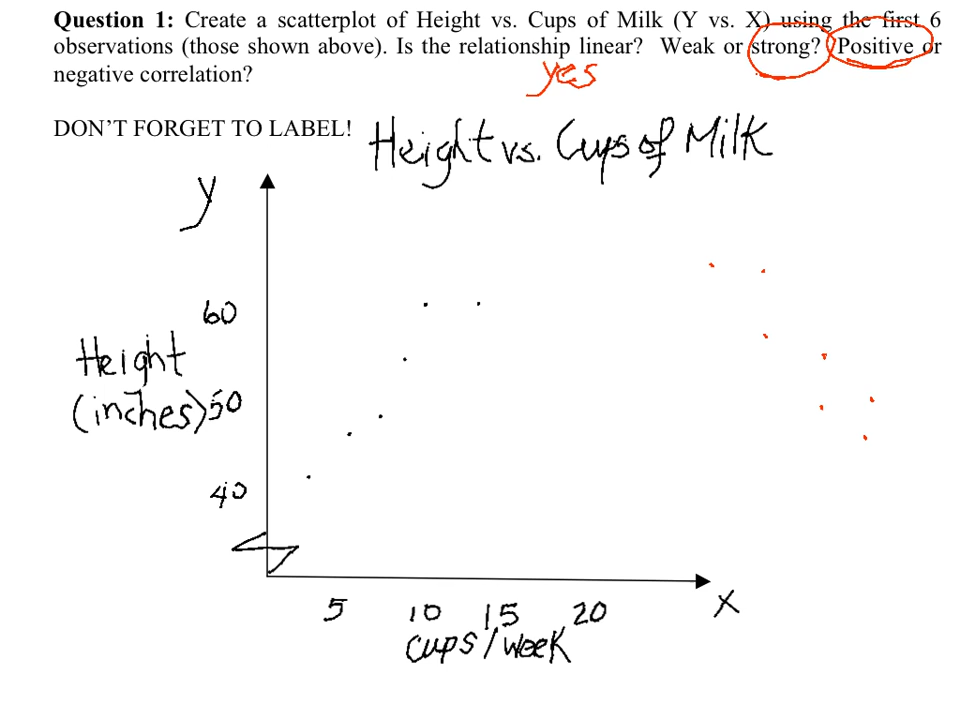 Question 1: Create a scatterplot of Height vs. Cups of Milk (Y vs. X) using the first 6
observations (those shown above). Is the relationship linear? Weak or strong? Positive or
negative correlation?
yes
DON'T FORGET TO LABEL!
Height vs. Cups of Milk
y
60
Height
(inches)
50
40
5 10 15 20
X
cups/week